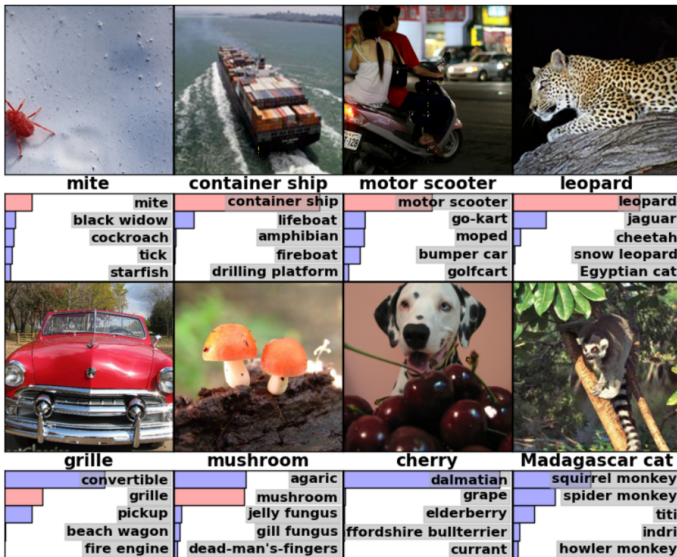 mite
container ship
motor scooter
leopard
mite
black widow
cockroach
tick
starfish
container ship
lifeboat
amphibian
fireboat
drilling platform
motor scooter
go-kart
moped
bumper car
golfcart
leopard
jaguar
cheetah
snow leopard
Egyptian cat
grille
mushroom
cherry
Madagascar cat
convertible
grille
pickup
beach wagon
fire engine
agaric
mushroom
jelly fungus
gill fungus
dead-man's-fingers
dalmatian
grape
elderberry
ffordshire bullterrier
currant
squirrel monkey
spider monkey
titi
indri
howler monkey